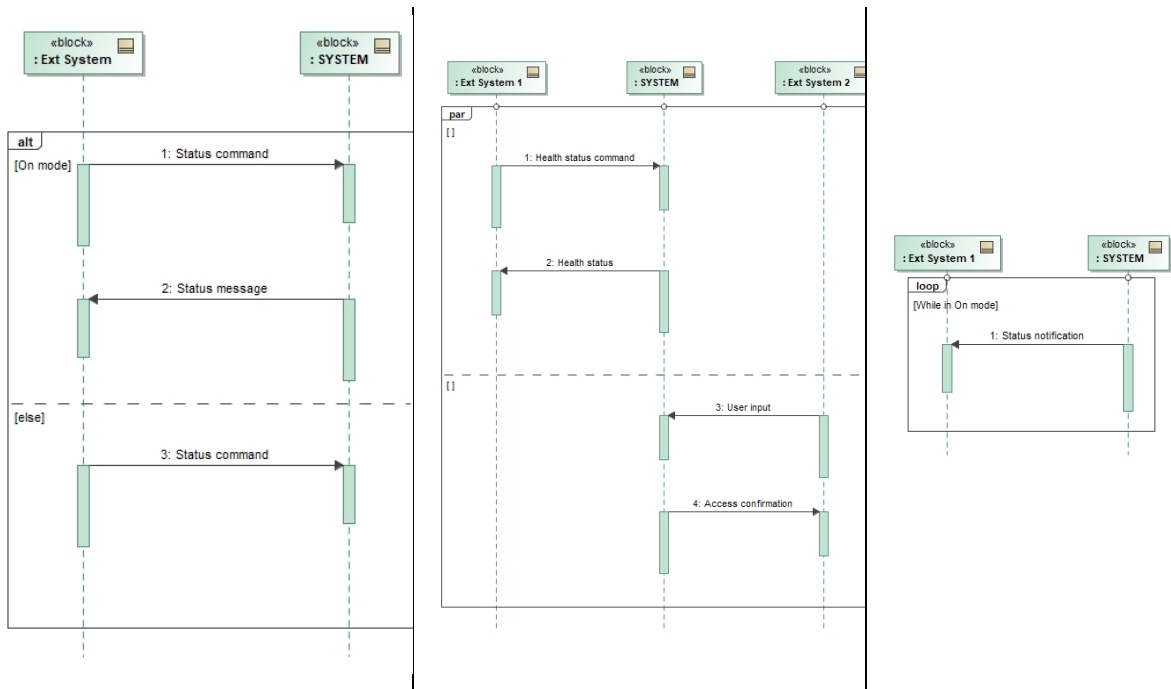 «block»
: Ext System
«block»
: SYSTEM
alt
[On mode]
1: Status command
2: Status message
[else]
3: Status command
«block»
: Ext System 1
«block»
: SYSTEM
«block»
: Ext System 2
par
[ ]
1: Health status command
2: Health status
[ ]
3: User input
4: Access confirmation
«block»
: Ext System 1
«block»
: SYSTEM
loop
[While in On mode]
1: Status notification